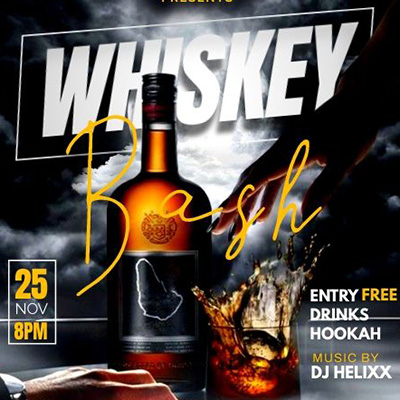 PRESENTS
WHISKEY
Bash
25
NOV
8PM
ENTRY FREE
DRINKS
HOOKAH
MUSIC BY
DJ HELIXX